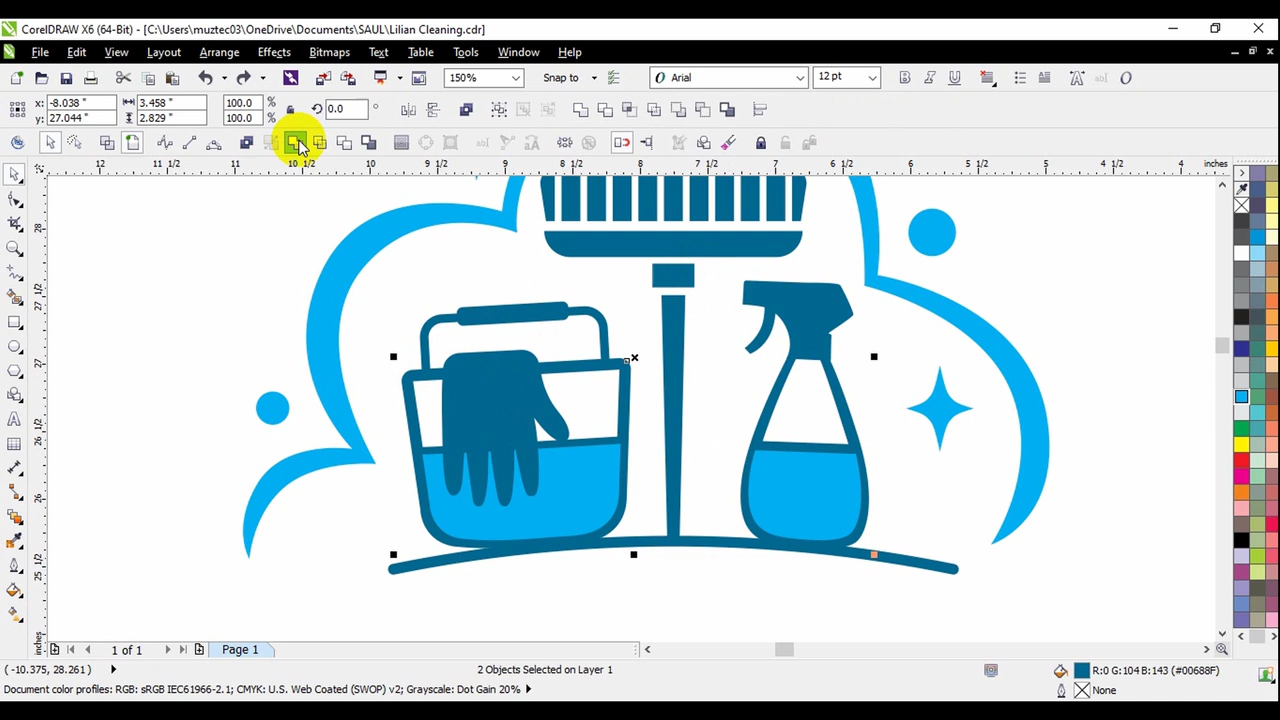 CorelDRAW X6 (64-Bit) - [C:\Users\muztec03\OneDrive\Documents\SAUL\Lilian Cleaning.cdr]
File Edit View Layout Arrange Effects Bitmaps Text Table Tools Window Help
150% Snap to Arial 12 pt
x: -8.038 " 3.458 " 100.0 % 0.0 °
y: 27.044 " 2.829 " 100.0 %
12 11 1/2 11 10 1/2 10 9 1/2 9 8 1/2 8 7 1/2 7 6 1/2 6 5 1/2 5 4 1/2 4 inches
28
27 1/2
27
26 1/2
26
25 1/2
inches
1 of 1 Page 1
( -10.375, 28.261 ) 2 Objects Selected on Layer 1 R:0 G:104 B:143 (#00688F)
Document color profiles: RGB: sRGB IEC61966-2.1; CMYK: U.S. Web Coated (SWOP) v2; Grayscale: Dot Gain 20% None